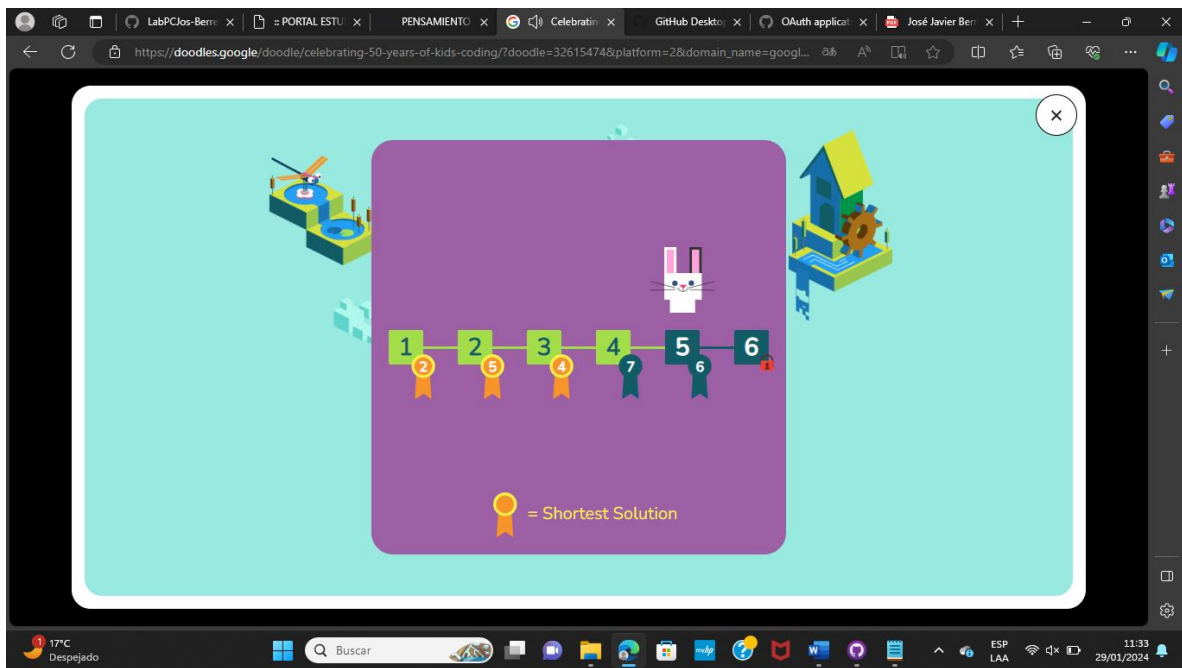 LabPCJos-Berre
:: PORTAL ESTU
PENSAMIENTO
Celebratin
GitHub Deskto
OAuth applicat
José Javier Berr
https://doodles.google/doodle/celebrating-50-years-of-kids-coding/?doodle=32615474&platform=2&domain_name=googl...
1 2 3 4 5 6
2 5 4 7 6
= Shortest Solution
1
17°C
Despejado
Buscar
ESP
LAA
11:33
29/01/2024